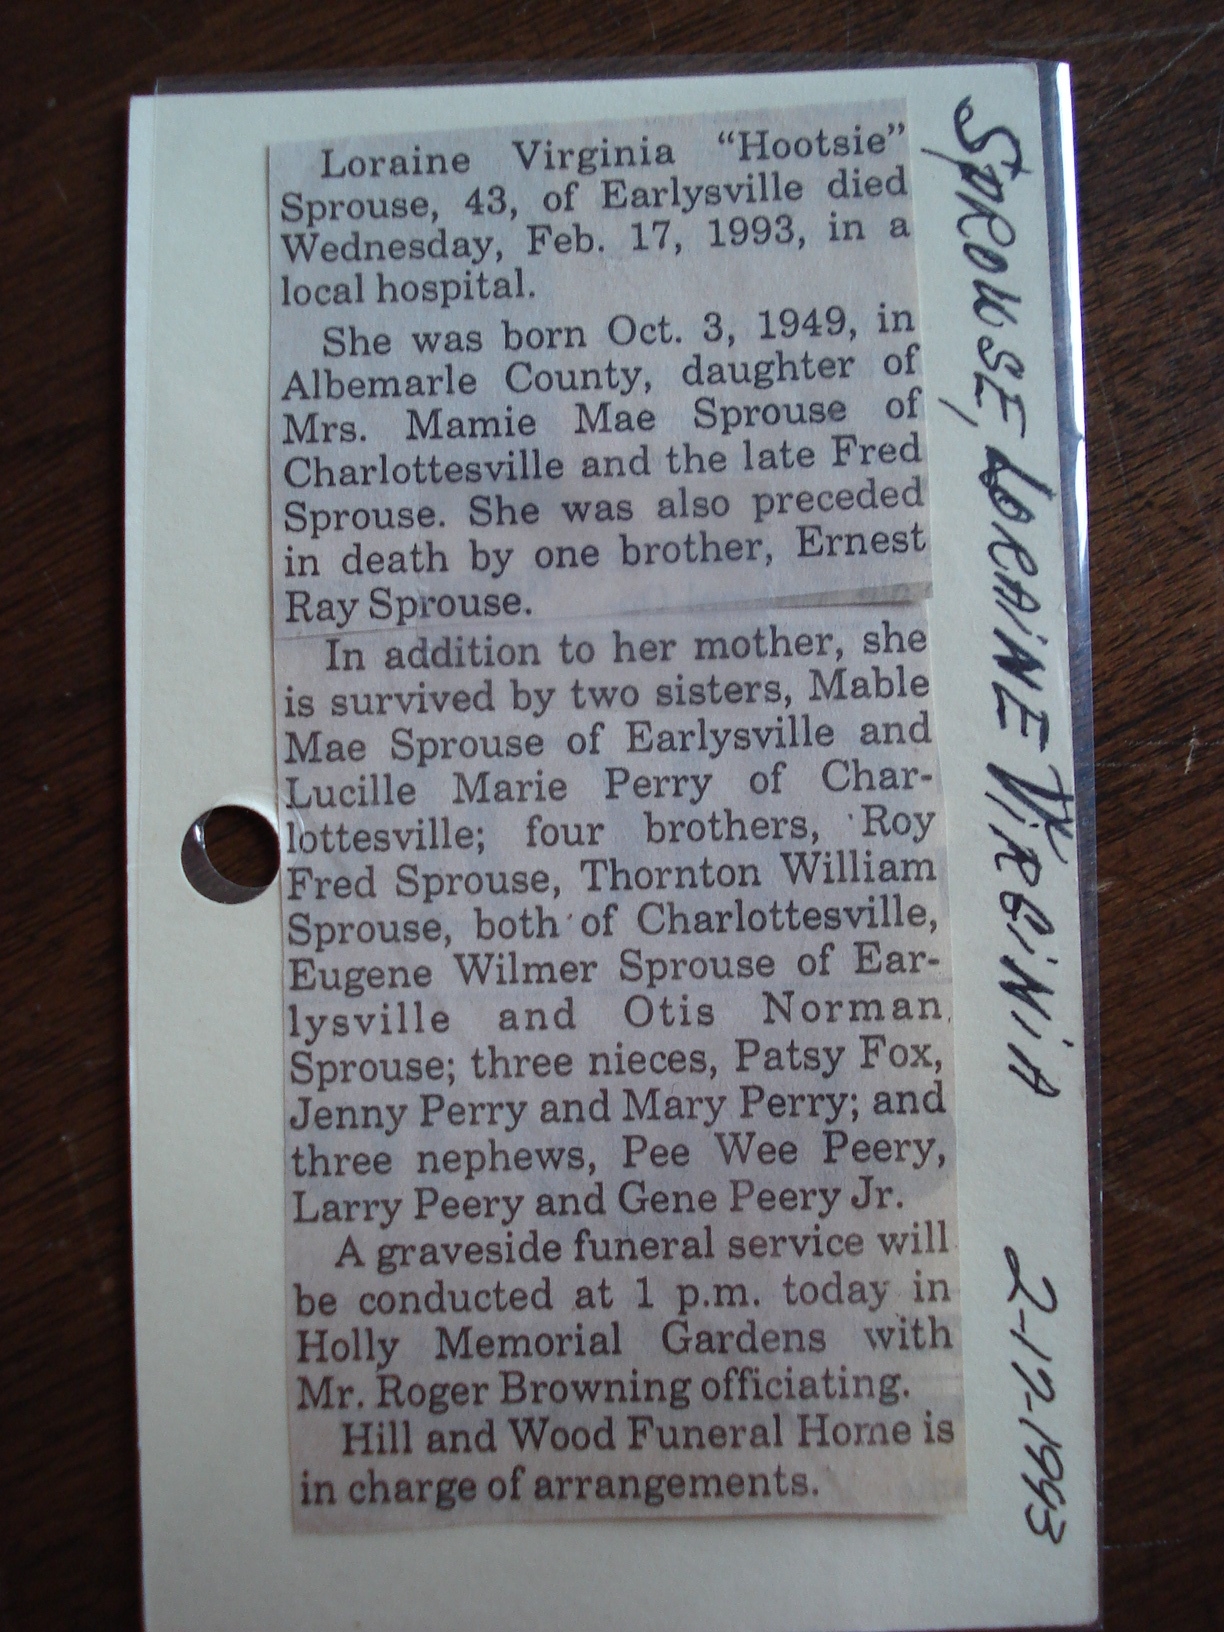 Loraine Virginia “Hootsie”
Sprouse, 43, of Earlysville died
Wednesday, Feb. 17, 1993, in a
local hospital.
She was born Oct. 3, 1949, in
Albemarle County, daughter of
Mrs. Mamie Mae Sprouse of
Charlottesville and the late Fred
Sprouse. She was also preceded
in death by one brother, Ernest
Ray Sprouse.
In addition to her mother, she
is survived by two sisters, Mable
Mae Sprouse of Earlysville and
Lucille Marie Perry of Char-
lottesville; four brothers, Roy
Fred Sprouse, Thornton William
Sprouse, both of Charlottesville,
Eugene Wilmer Sprouse of Ear-
lysville and Otis Norman
Sprouse; three nieces, Patsy Fox,
Jenny Perry and Mary Perry; and
three nephews, Pee Wee Peery,
Larry Peery and Gene Peery Jr.
A graveside funeral service will
be conducted at 1 p.m. today in
Holly Memorial Gardens with
Mr. Roger Browning officiating.
Hill and Wood Funeral Home is
in charge of arrangements.
SPROUSE, LORAINE VIRGINIA 2-17-1993